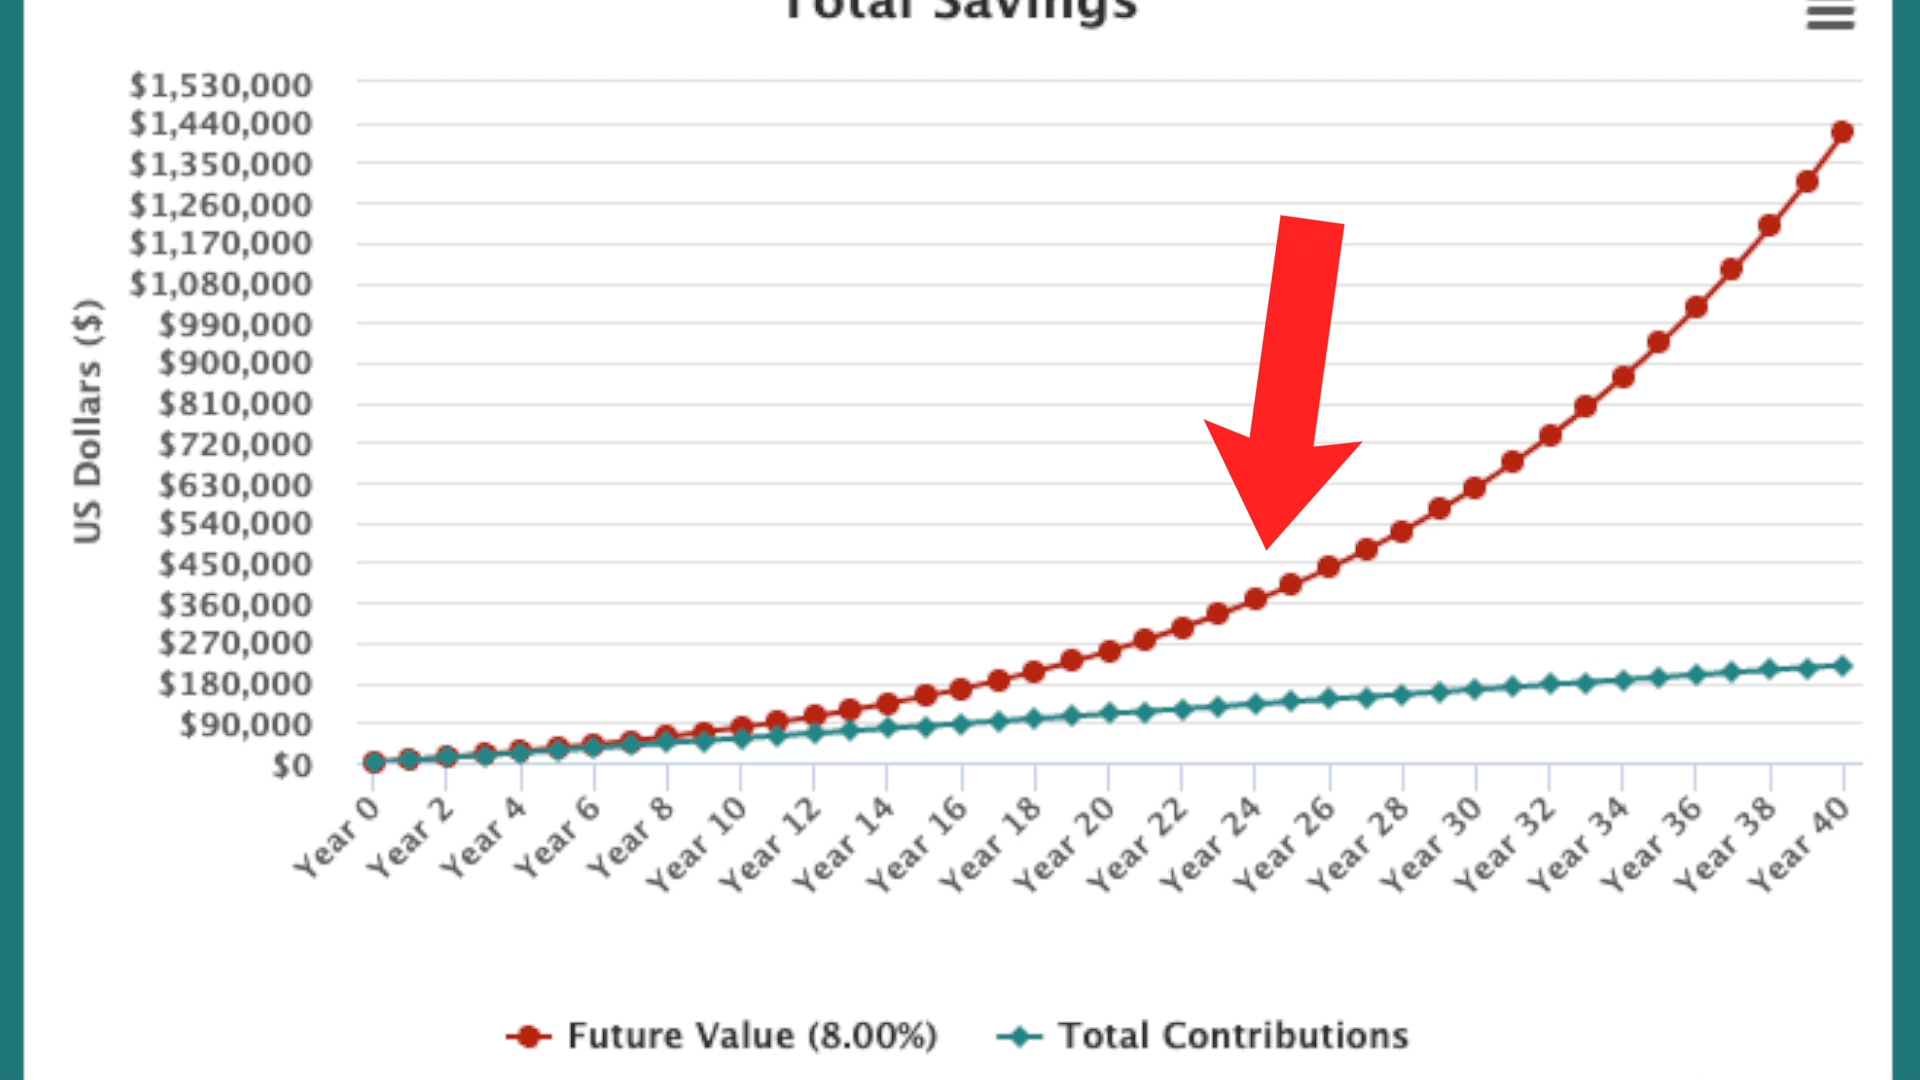 Total Savings
US Dollars ($)
$1,530,000
$1,440,000
$1,350,000
$1,260,000
$1,170,000
$1,080,000
$990,000
$900,000
$810,000
$720,000
$630,000
$540,000
$450,000
$360,000
$270,000
$180,000
$90,000
$0
Year 0
Year 2
Year 4
Year 6
Year 8
Year 10
Year 12
Year 14
Year 16
Year 18
Year 20
Year 22
Year 24
Year 26
Year 28
Year 30
Year 32
Year 34
Year 36
Year 38
Year 40
Future Value (8.00%)
Total Contributions